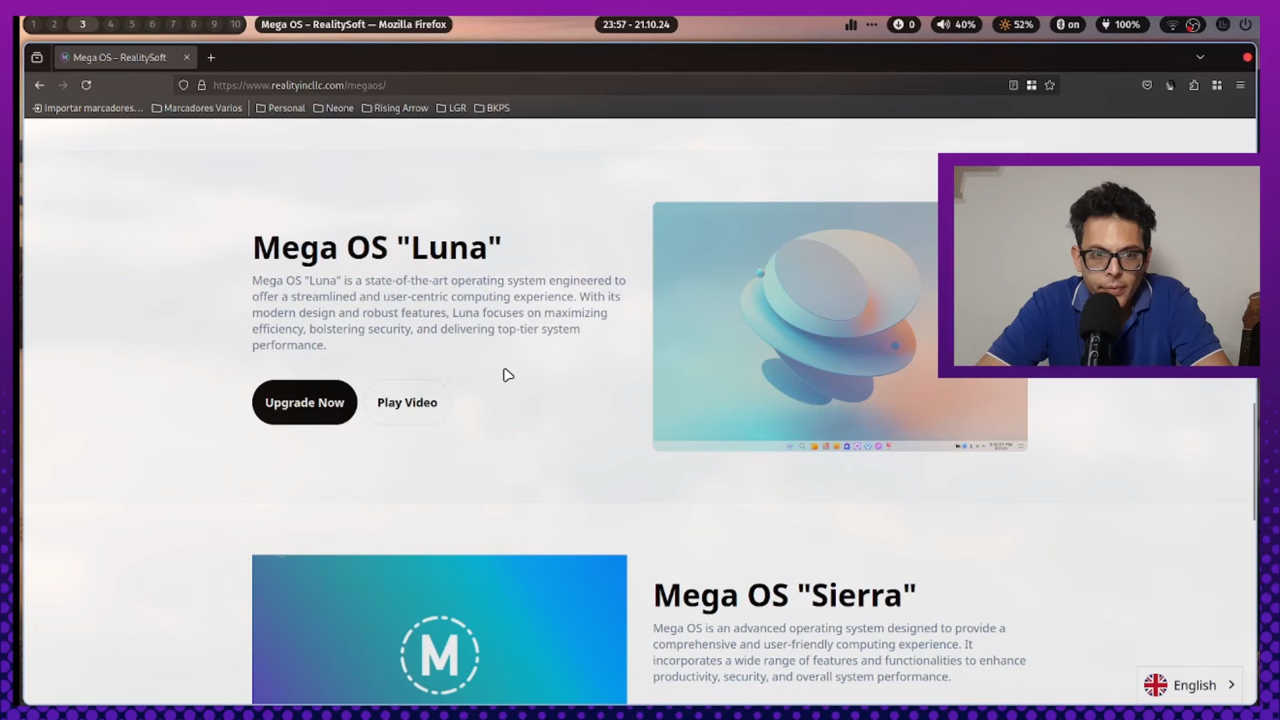 1 2 3 4 5 6 7 8 9 10
Mega OS – RealitySoft — Mozilla Firefox
23:57 - 21.10.24
0
40%
52%
on
100%
Mega OS – RealitySoft
https://www.realityincllc.com/megaos/
Importar marcadores...
Marcadores Varios
Personal
Neone
Rising Arrow
LGR
BKPS
Mega OS "Luna"
Mega OS "Luna" is a state-of-the-art operating system engineered to
offer a streamlined and user-centric computing experience. With its
modern design and robust features, Luna focuses on maximizing
efficiency, bolstering security, and delivering top-tier system
performance.
Upgrade Now
Play Video
M
Mega OS "Sierra"
Mega OS is an advanced operating system designed to provide a
comprehensive and user-friendly computing experience. It
incorporates a wide range of features and functionalities to enhance
productivity, security, and overall system performance.
English